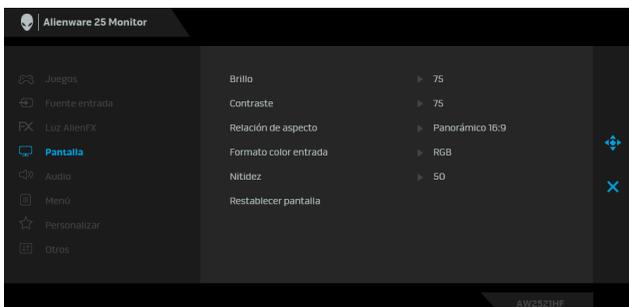 Alienware 25 Monitor
Juegos
Fuente entrada
FX Luz AlienFX
Pantalla
Audio
Menú
Personalizar
Otros
Brillo 75
Contraste 75
Relación de aspecto Panorámico 16:9
Formato color entrada RGB
Nitidez 50
Restablecer pantalla
AW2521HF